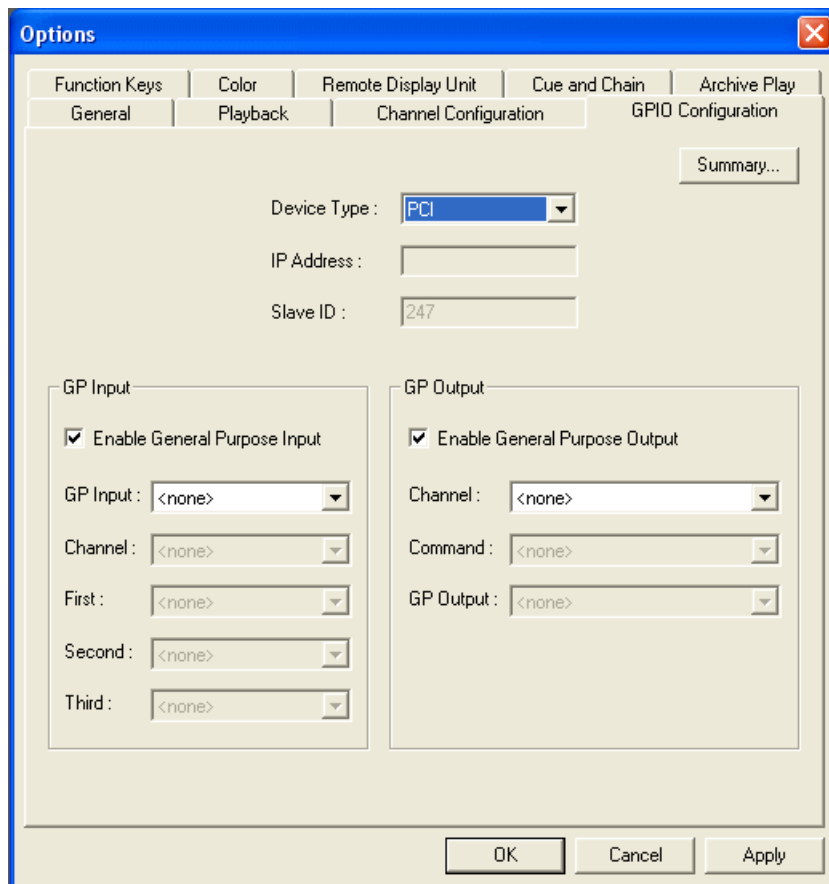 Options
Function Keys Color Remote Display Unit Cue and Chain Archive Play
General Playback Channel Configuration GPIO Configuration
Summary...
Device Type : PCI
IP Address :
Slave ID : 247
GP Input
Enable General Purpose Input
GP Input : <none>
Channel : <none>
First : <none>
Second : <none>
Third : <none>
GP Output
Enable General Purpose Output
Channel : <none>
Command : <none>
GP Output : <none>
OK Cancel Apply